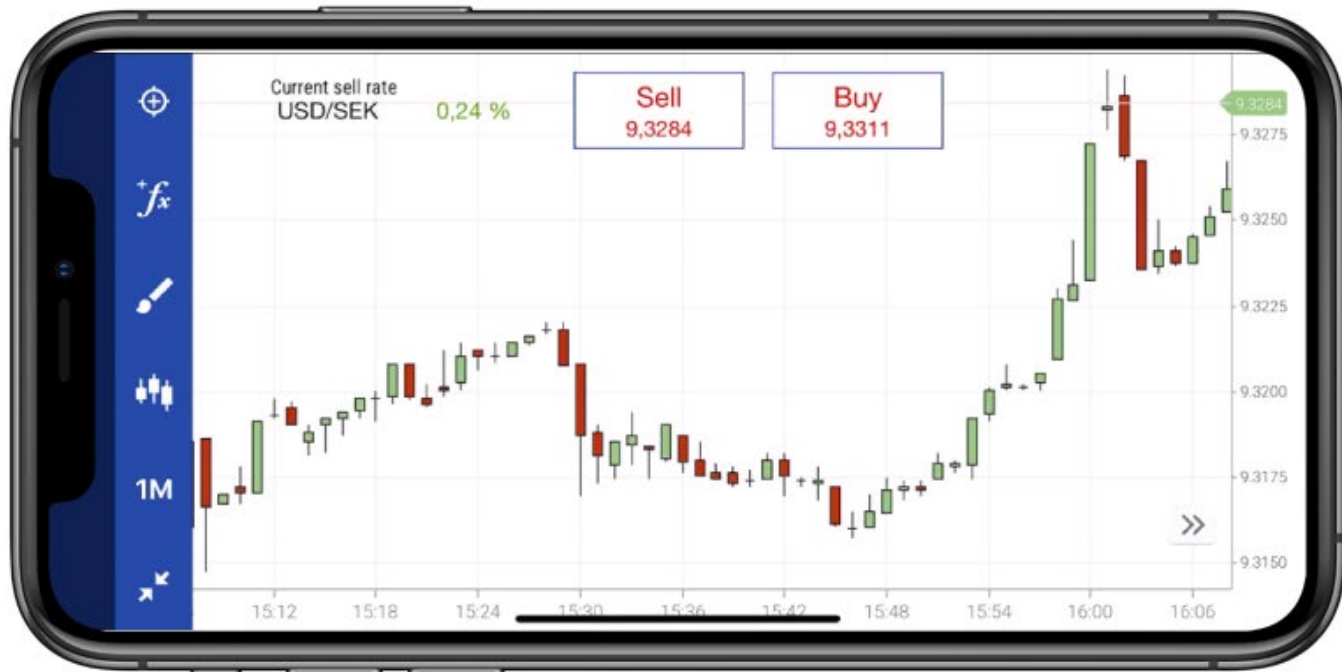 Current sell rate
USD/SEK 0,24 %
Sell
9,3284
Buy
9,3311
+fx
1M
9.3284
9.3275
9.3250
9.3225
9.3200
9.3175
9.3150
15:12 15:18 15:24 15:30 15:36 15:42 15:48 15:54 16:00 16:06